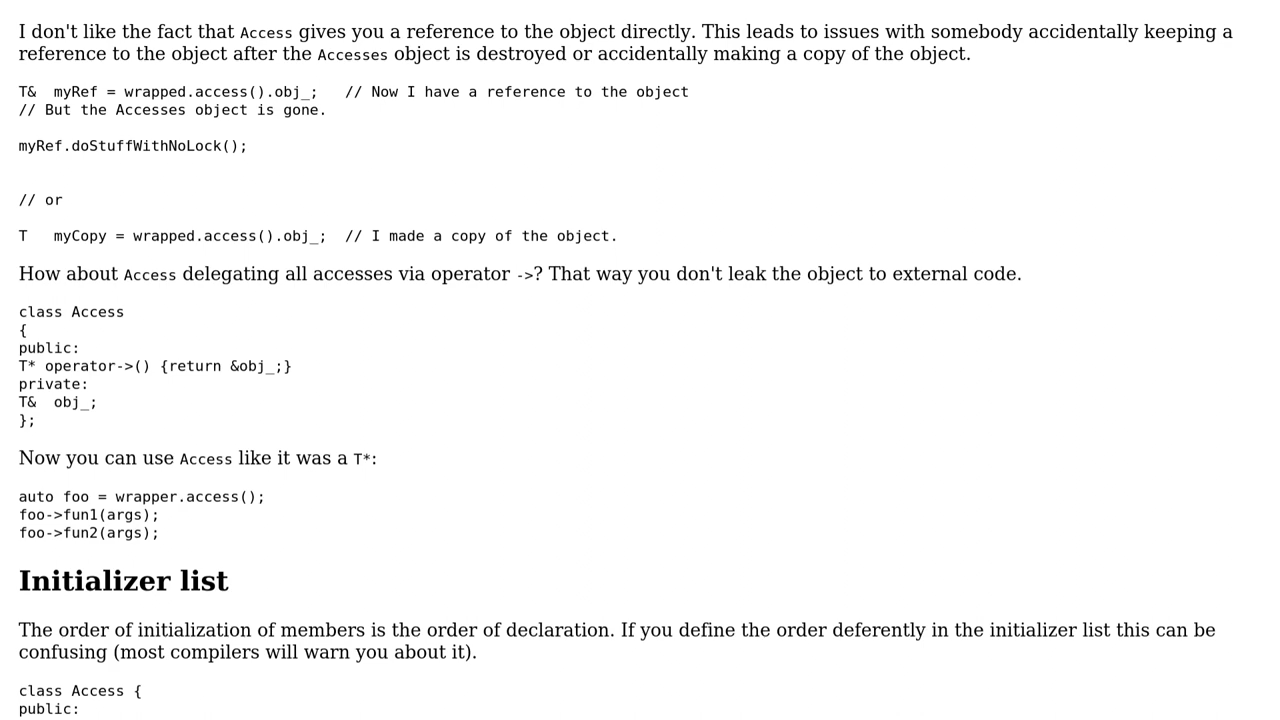 I don't like the fact that Access gives you a reference to the object directly. This leads to issues with somebody accidentally keeping a
reference to the object after the Accesses object is destroyed or accidentally making a copy of the object.
T&  myRef = wrapped.access().obj_;   // Now I have a reference to the object
// But the Accesses object is gone.
myRef.doStuffWithNoLock();
// or
T   myCopy = wrapped.access().obj_;  // I made a copy of the object.
How about Access delegating all accesses via operator ->? That way you don't leak the object to external code.
class Access
{
public:
T* operator->() {return &obj_;}
private:
T&  obj_;
};
Now you can use Access like it was a T*:
auto foo = wrapper.access();
foo->fun1(args);
foo->fun2(args);
Initializer list
The order of initialization of members is the order of declaration. If you define the order deferently in the initializer list this can be
confusing (most compilers will warn you about it).
class Access {
public: